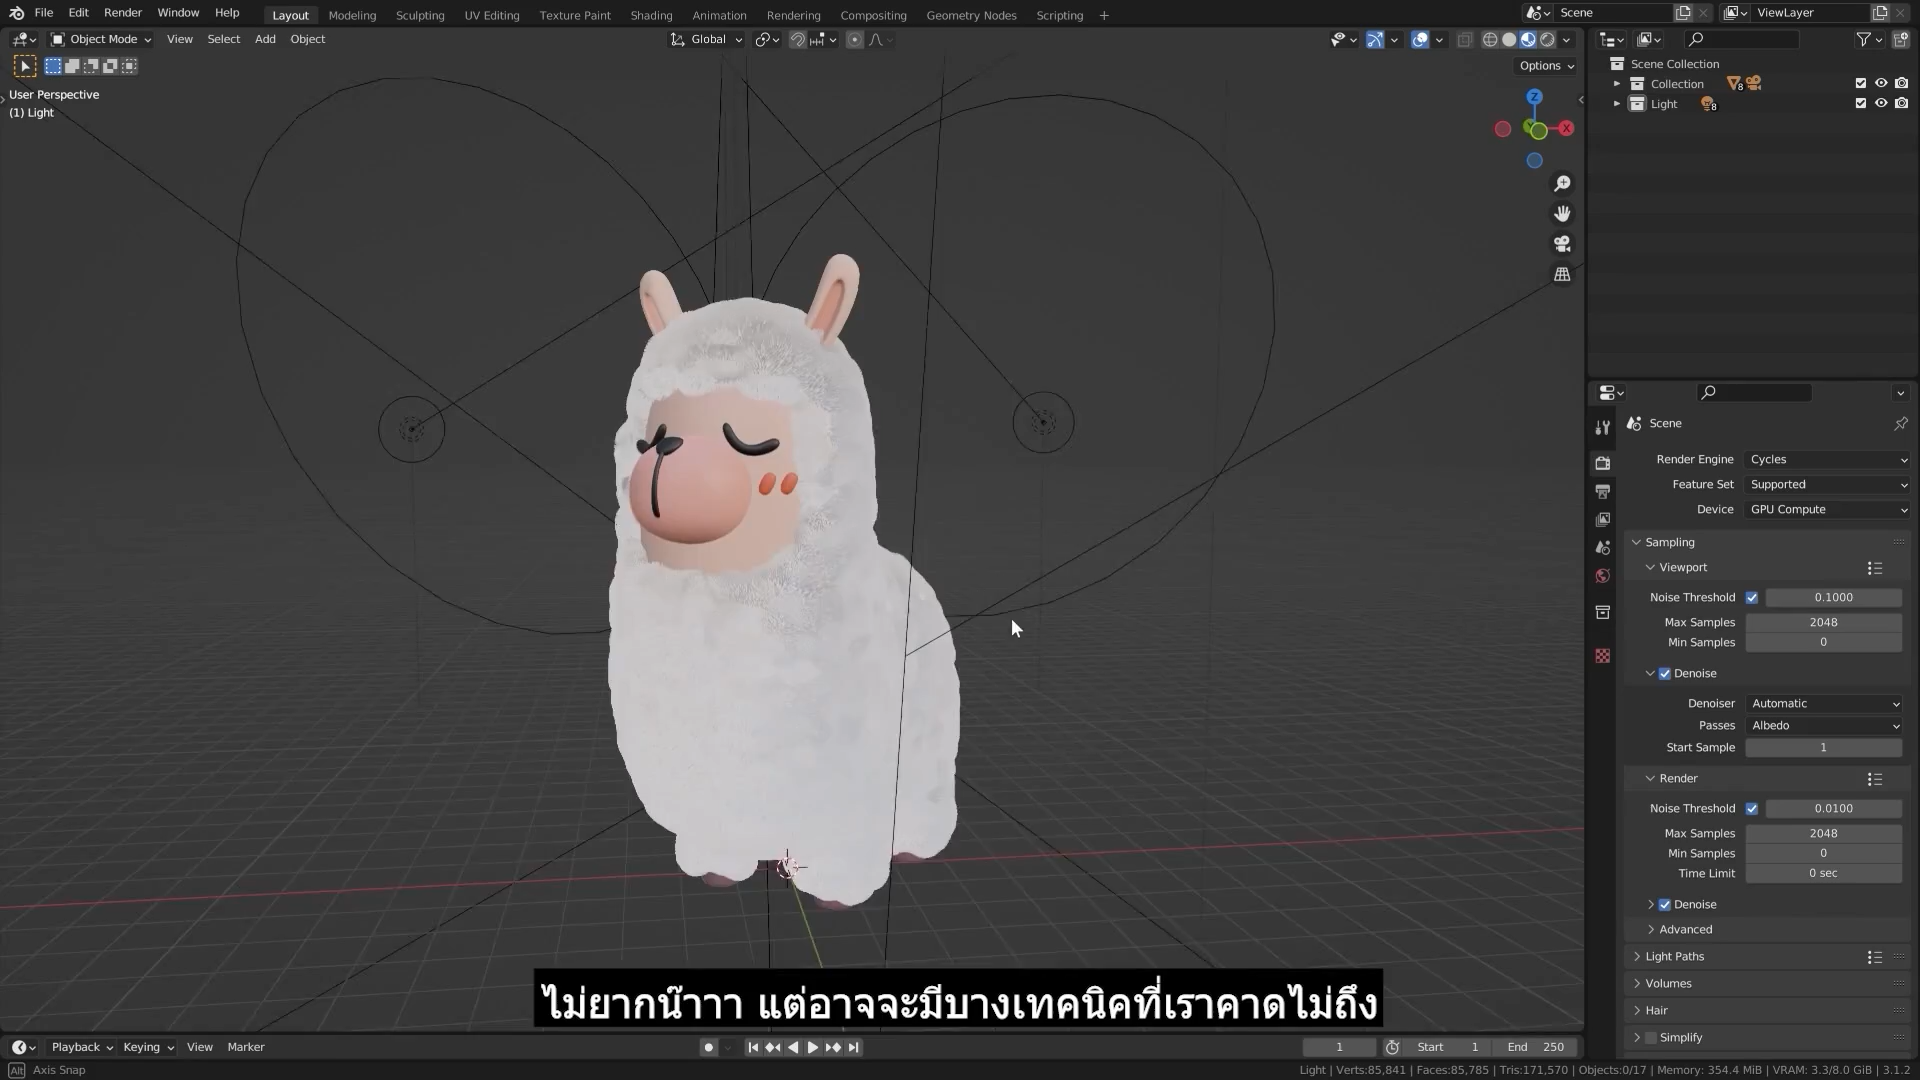 File Edit Render Window Help Layout Modeling Sculpting UV Editing Texture Paint Shading Animation Rendering Compositing Geometry Nodes Scripting + Scene ViewLayer
Object Mode View Select Add Object Global
Options
User Perspective
(1) Light
Z
X
Scene Collection
Collection 8
Light 8
Scene
Render Engine Cycles
Feature Set Supported
Device GPU Compute
Sampling
Viewport
Noise Threshold 0.1000
Max Samples 2048
Min Samples 0
Denoise
Denoiser Automatic
Passes Albedo
Start Sample 1
Render
Noise Threshold 0.0100
Max Samples 2048
Min Samples 0
Time Limit 0 sec
Denoise
Advanced
Light Paths
Volumes
Hair
Simplify
ไม่ยากน๊าาา แต่อาจจะมีบางเทคนิคที่เราคาดไม่ถึง
Playback Keying View Marker 1 Start 1 End 250
Alt Axis Snap
Light | Verts:85,841 | Faces:85,785 | Tris:171,570 | Objects:0/17 | Memory: 354.4 MiB | VRAM: 3.3/8.0 GiB | 3.1.2